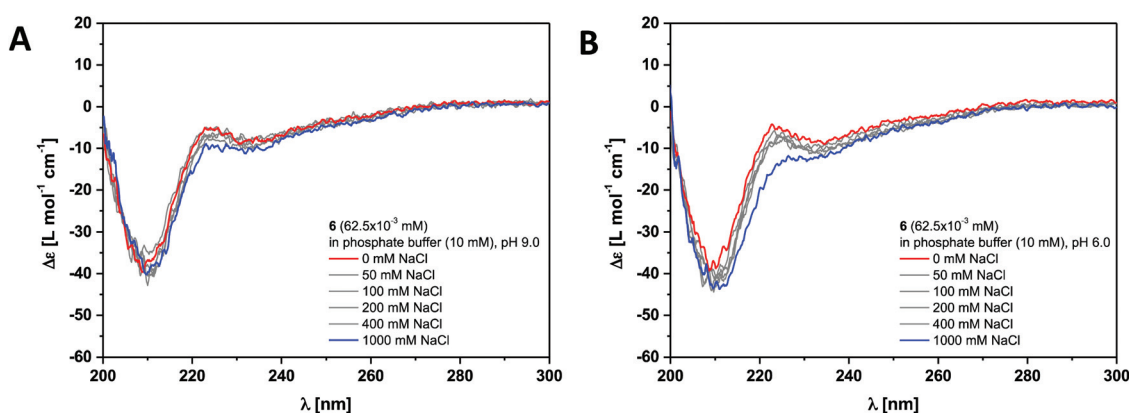 A
20
10
0
-10
-20
-30
-40
-50
-60
Δε [L mol⁻¹ cm⁻¹]
6 (62.5x10⁻³ mM)
in phosphate buffer (10 mM), pH 9.0
0 mM NaCl
50 mM NaCl
100 mM NaCl
200 mM NaCl
400 mM NaCl
1000 mM NaCl
200 220 240 260 280 300
λ [nm]
B
20
10
0
-10
-20
-30
-40
-50
-60
Δε [L mol⁻¹ cm⁻¹]
6 (62.5x10⁻³ mM)
in phosphate buffer (10 mM), pH 6.0
0 mM NaCl
50 mM NaCl
100 mM NaCl
200 mM NaCl
400 mM NaCl
1000 mM NaCl
200 220 240 260 280 300
λ [nm]